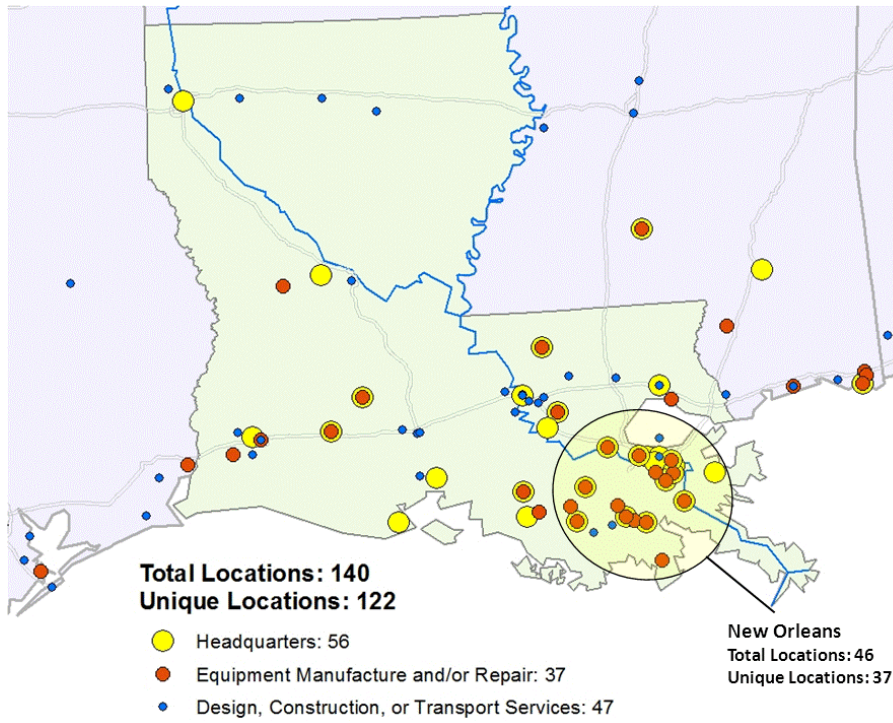 Total Locations: 140
Unique Locations: 122
Headquarters: 56
Equipment Manufacture and/or Repair: 37
Design, Construction, or Transport Services: 47
New Orleans
Total Locations: 46
Unique Locations: 37